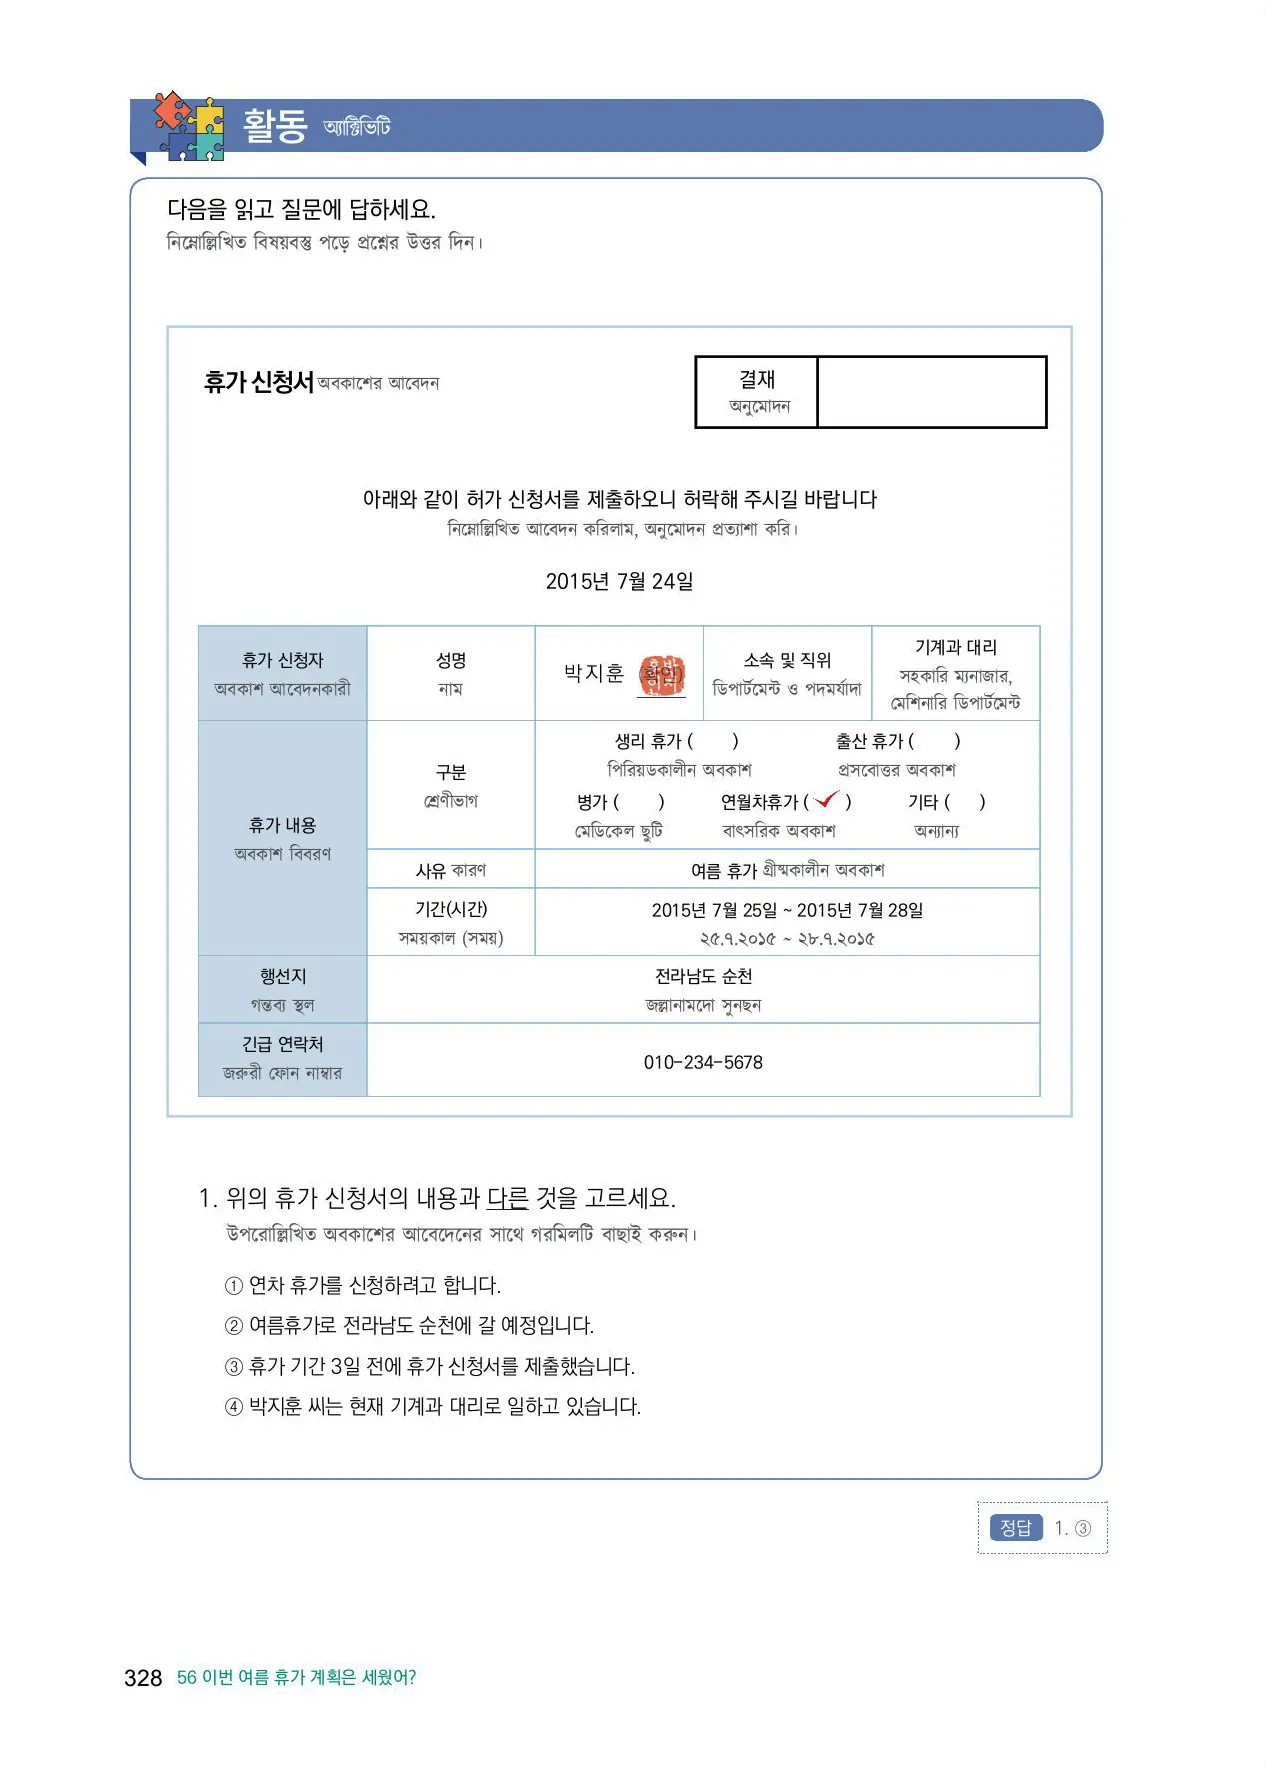 활동 অ্যাক্টিভিটি
다음을 읽고 질문에 답하세요.
নিম্নোল্লিখিত বিষয়বস্তু পড়ে প্রশ্নের উত্তর দিন।
휴가 신청서 অবকাশের আবেদন
결재
অনুমোদন
아래와 같이 허가 신청서를 제출하오니 허락해 주시길 바랍니다
নিম্নোল্লিখিত আবেদন করিলাম, অনুমোদন প্রত্যাশা করি।
2015년 7월 24일
휴가 신청자
অবকাশ আবেদনকারী
성명
নাম
박지훈 (확인)
소속 및 직위
ডিপার্টমেন্ট ও পদমর্যাদা
기계과 대리
সহকারি ম্যনাজার,
মেশিনারি ডিপার্টমেন্ট
휴가 내용
অবকাশ বিবরণ
구분
শ্রেণীভাগ
생리 휴가 ( ) 출산 휴가 ( )
পিরিয়ডকালীন অবকাশ প্রসবোত্তর অবকাশ
병가 ( ) 연월차휴가 ( ✓ ) 기타 ( )
মেডিকেল ছুটি বাৎসরিক অবকাশ অন্যান্য
사유 কারণ
여름 휴가 গ্রীষ্মকালীন অবকাশ
기간(시간)
সময়কাল (সময়)
2015년 7월 25일 ~ 2015년 7월 28일
২৫.৭.২০১৫ ~ ২৮.৭.২০১৫
행선지
গন্তব্য স্থল
전라남도 순천
জল্লানামদো সুনছন
긴급 연락처
জরুরী ফোন নাম্বার
010-234-5678
1. 위의 휴가 신청서의 내용과 다른 것을 고르세요.
উপরোল্লিখিত অবকাশের আবেদেনের সাথে গরমিলটি বাছাই করুন।
① 연차 휴가를 신청하려고 합니다.
② 여름휴가로 전라남도 순천에 갈 예정입니다.
③ 휴가 기간 3일 전에 휴가 신청서를 제출했습니다.
④ 박지훈 씨는 현재 기계과 대리로 일하고 있습니다.
정답 1. ③
328 56 이번 여름 휴가 계획은 세웠어?